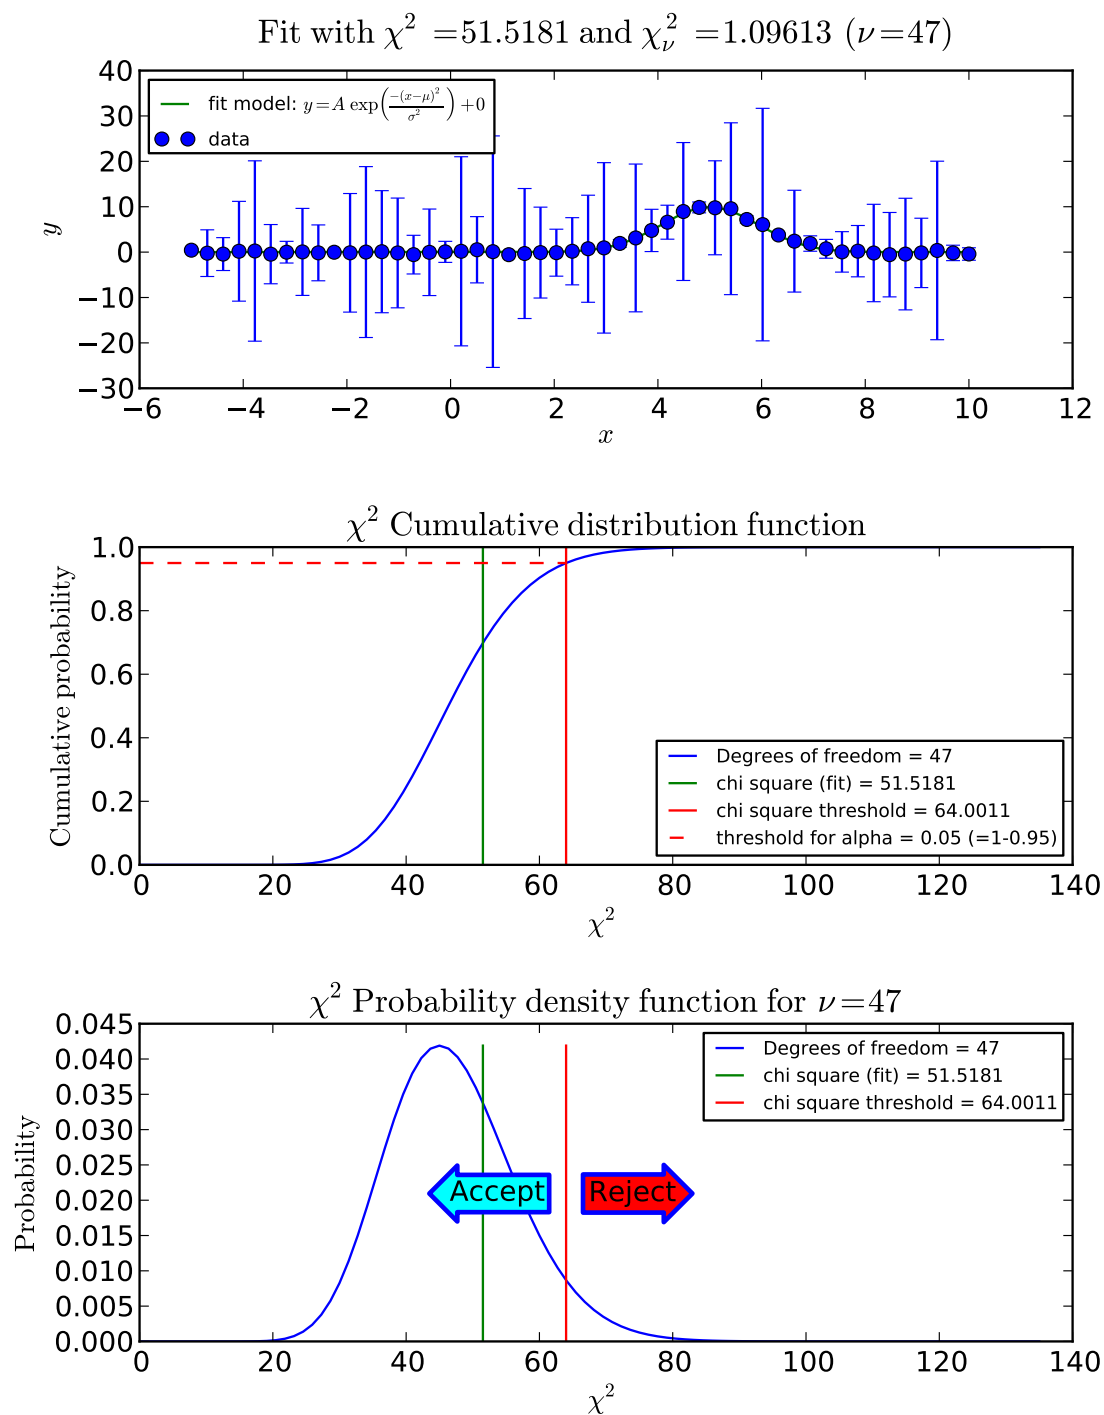 Fit with χ² =51.5181 and χ_ν² =1.09613 (ν=47)
40
30
20
10
0
−10
−20
−30
y
fit model: y=A exp(−(x−μ)²/σ²)+0
data
−6 −4 −2 0 2 4 6 8 10 12
x
χ² Cumulative distribution function
1.0
0.8
0.6
0.4
0.2
0.0
Cumulative probability
Degrees of freedom = 47
chi square (fit) = 51.5181
chi square threshold = 64.0011
threshold for alpha = 0.05 (=1-0.95)
0 20 40 60 80 100 120 140
χ²
χ² Probability density function for ν=47
0.045
0.040
0.035
0.030
0.025
0.020
0.015
0.010
0.005
0.000
Probability
Degrees of freedom = 47
chi square (fit) = 51.5181
chi square threshold = 64.0011
Accept Reject
0 20 40 60 80 100 120 140
χ²